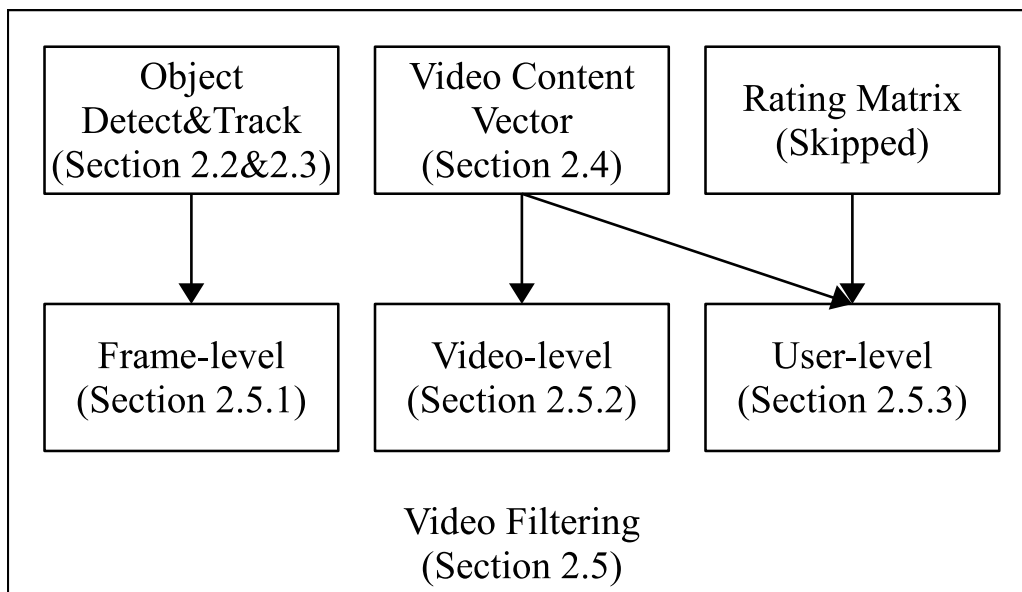 Object
Detect&Track
(Section 2.2&2.3)
Video Content
Vector
(Section 2.4)
Rating Matrix
(Skipped)
Frame-level
(Section 2.5.1)
Video-level
(Section 2.5.2)
User-level
(Section 2.5.3)
Video Filtering
(Section 2.5)